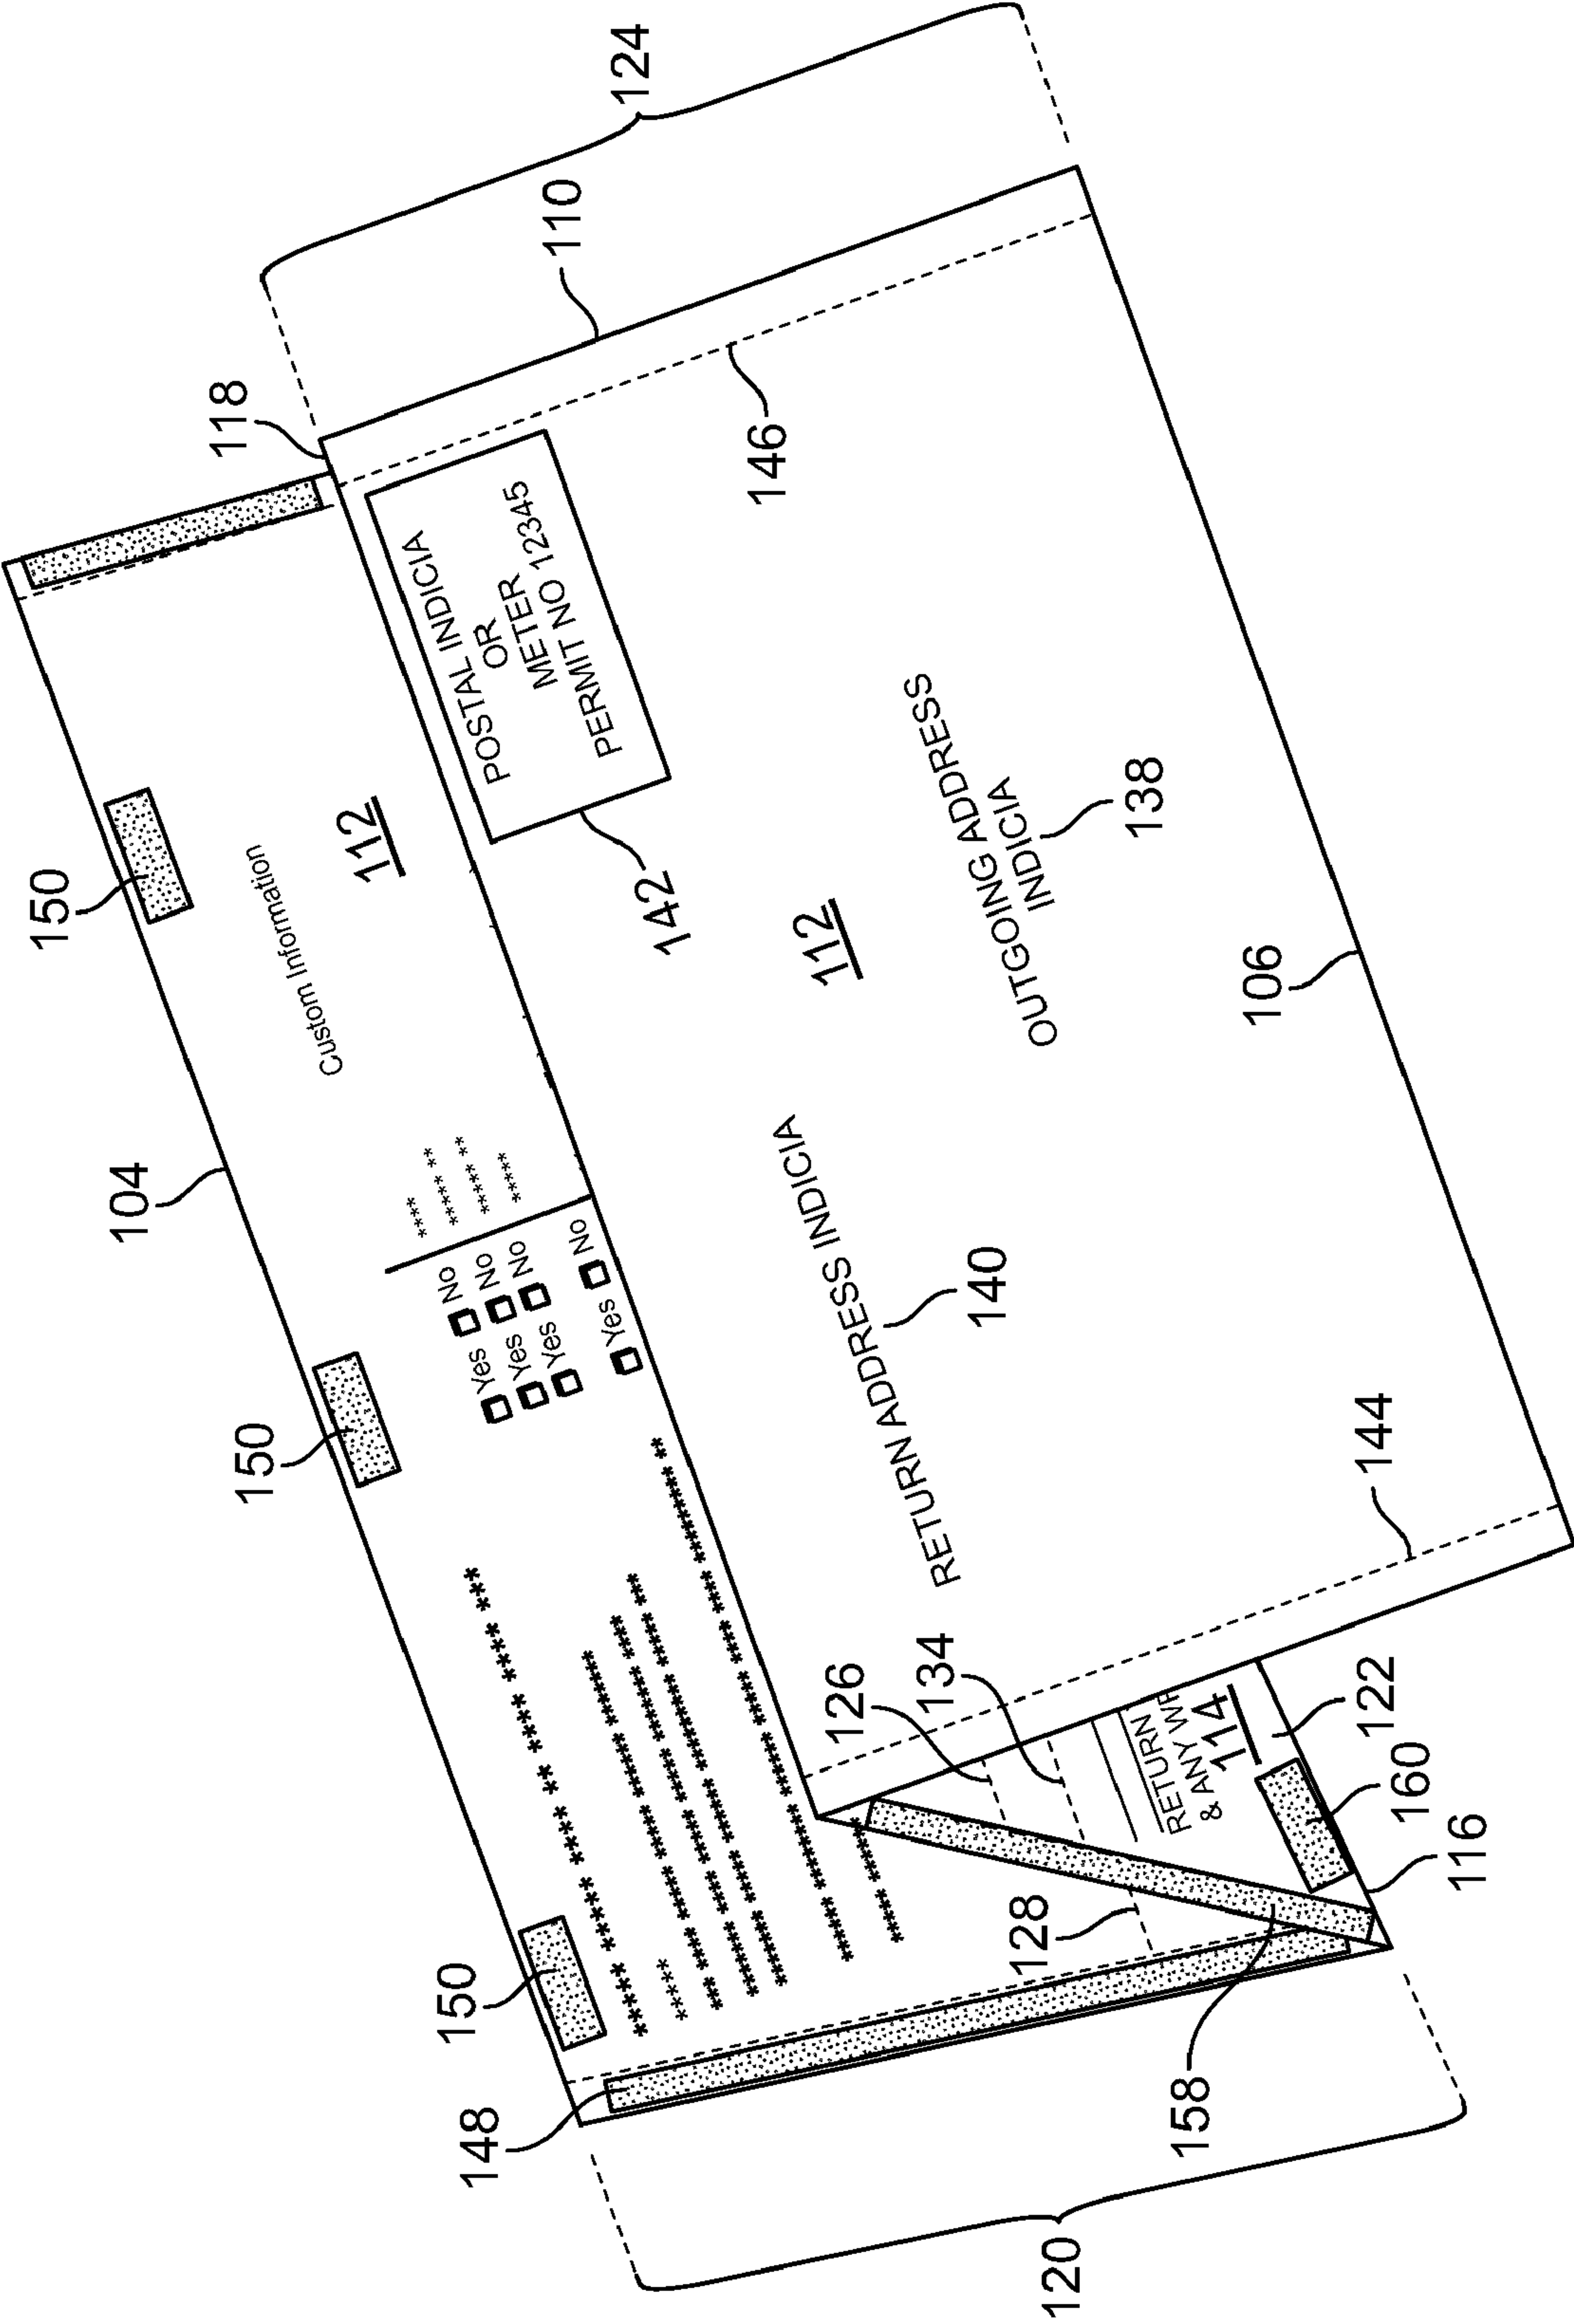 124
110
118
146
150
Custom Information
112
POSTAL INDICIA
OR
METER
PERMIT NO 12345
142
104
150
**** 
***** **
***** **
*****
Yes No
Yes No
Yes No
Yes No
112
OUTGOING ADDRESS
INDICIA
138
106
RETURN ADDRESS INDICIA
140
144
150
148
126
134
128
RETURN
& ANY
114
122
160
116
158
120